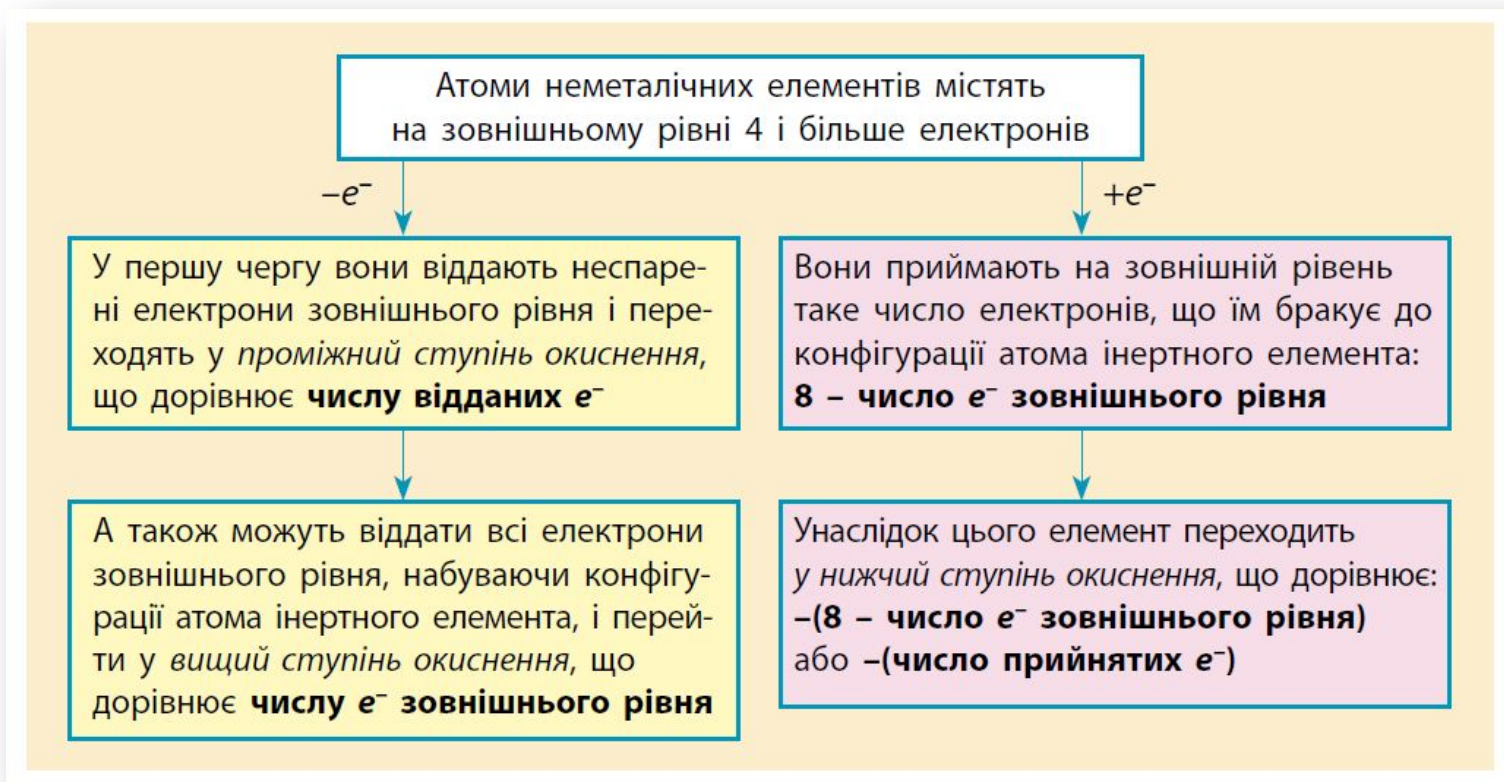 Атоми неметалічних елементів містять
на зовнішньому рівні 4 і більше електронів
–e⁻
+e⁻
У першу чергу вони віддають неспаре-
ні електрони зовнішнього рівня і пере-
ходять у проміжний ступінь окиснення,
що дорівнює числу відданих e⁻
Вони приймають на зовнішній рівень
таке число електронів, що їм бракує до
конфігурації атома інертного елемента:
8 – число e⁻ зовнішнього рівня
А також можуть віддати всі електрони
зовнішнього рівня, набуваючи конфігу-
рації атома інертного елемента, і перей-
ти у вищий ступінь окиснення, що
дорівнює числу e⁻ зовнішнього рівня
Унаслідок цього елемент переходить
у нижчий ступінь окиснення, що дорівнює:
–(8 – число e⁻ зовнішнього рівня)
або –(число прийнятих e⁻)